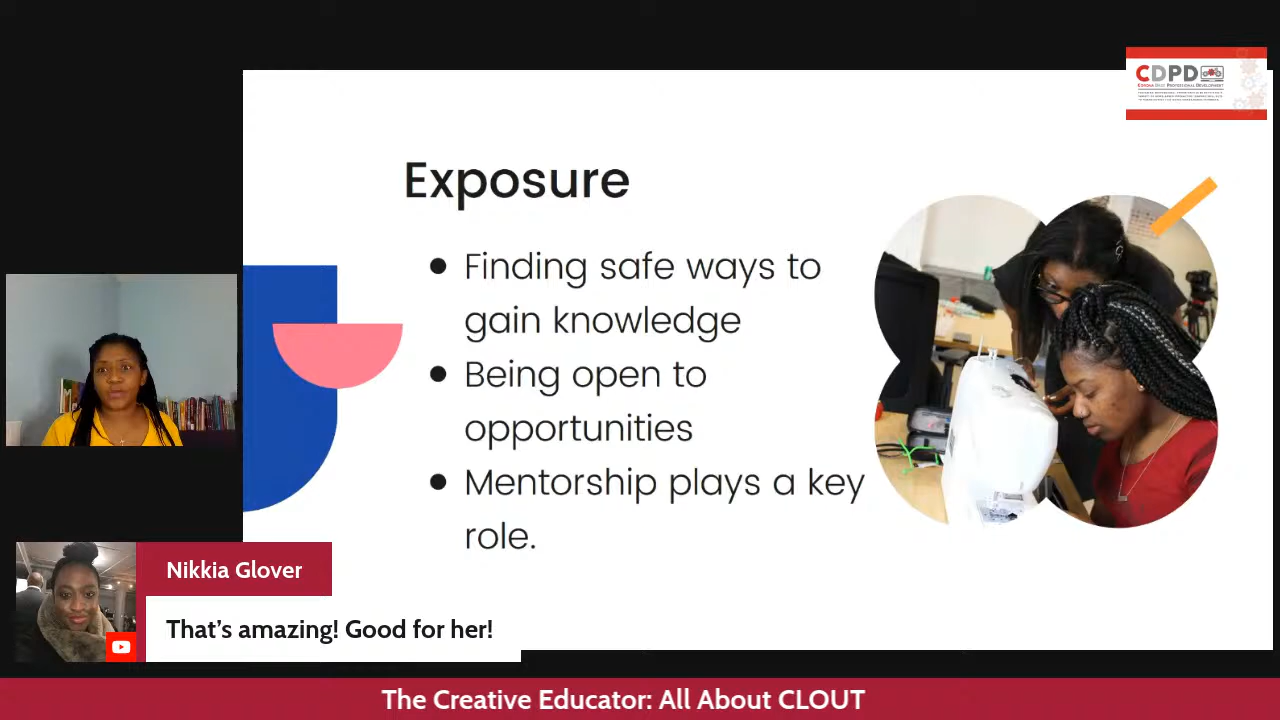 CDPD
Exposure
● Finding safe ways to
gain knowledge
● Being open to
opportunities
● Mentorship plays a key
role.
Nikkia Glover
That's amazing! Good for her!
The Creative Educator: All About CLOUT